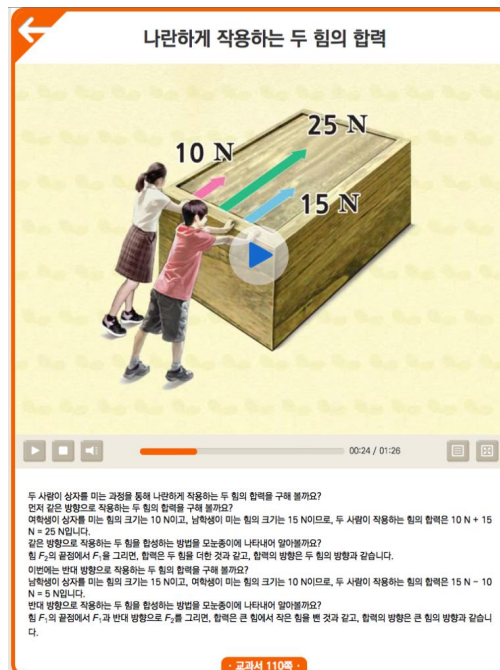 나란하게 작용하는 두 힘의 합력
25 N
10 N
15 N
00:24 / 01:26
두 사람이 상자를 미는 과정을 통해 나란하게 작용하는 두 힘의 합력을 구해 볼까요?
먼저 같은 방향으로 작용하는 두 힘의 합력을 구해 볼까요?
여학생이 상자를 미는 힘의 크기는 10 N이고, 남학생이 미는 힘의 크기는 15 N이므로, 두 사람이 작용하는 힘의 합력은 10 N + 15
N = 25 N입니다.
같은 방향으로 작용하는 두 힘을 합성하는 방법을 모눈종이에 나타내어 알아볼까요?
힘 F₂의 끝점에서 F₁을 그리면, 합력은 두 힘을 더한 것과 같고, 합력의 방향은 두 힘의 방향과 같습니다.
이번에는 반대 방향으로 작용하는 두 힘의 합력을 구해 볼까요?
남학생이 상자를 미는 힘의 크기는 15 N이고, 여학생이 미는 힘의 크기는 10 N이므로, 두 사람이 작용하는 힘의 합력은 15 N − 10
N = 5 N입니다.
반대 방향으로 작용하는 두 힘을 합성하는 방법을 모눈종이에 나타내어 알아볼까요?
힘 F₁의 끝점에서 F₁과 반대 방향으로 F₂를 그리면, 합력은 큰 힘에서 작은 힘을 뺀 것과 같고, 합력의 방향은 큰 힘의 방향과 같습니
다.
· 교과서 110쪽 ·